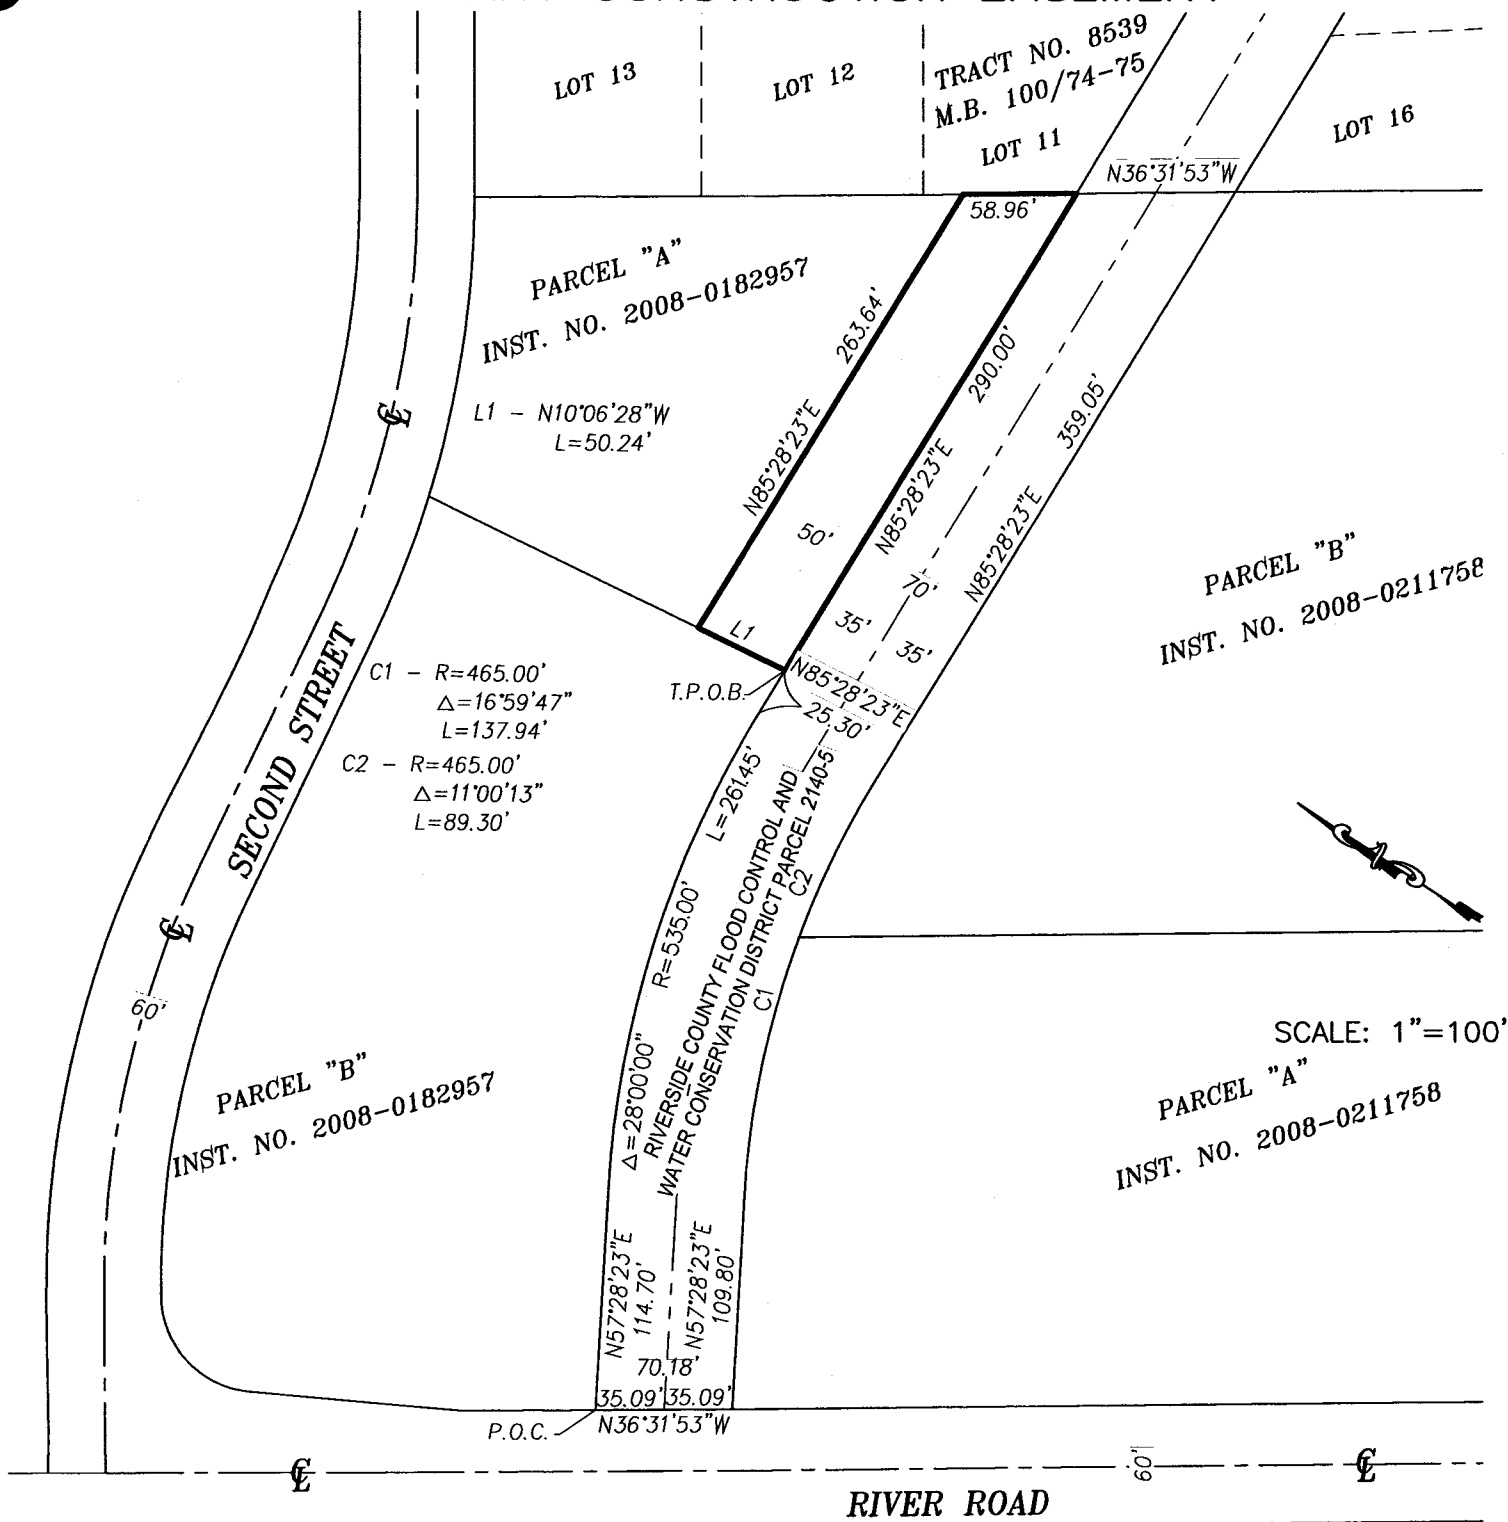 LOT 13
LOT 12
TRACT NO. 8539
M.B. 100/74-75
LOT 11
LOT 16
N36°31'53"W
58.96'
PARCEL "A"
INST. NO. 2008-0182957
263.64'
290.00'
359.05'
L1 - N10°06'28"W
L=50.24'
N85°28'23"E
N85°28'23"E
N85°28'23"E
50'
70'
35'
35'
PARCEL "B"
INST. NO. 2008-0211758
L1
N85°28'23"E
25.30'
T.P.O.B.
SECOND STREET
C1 - R=465.00'
Δ=16°59'47"
L=137.94'
C2 - R=465.00'
Δ=11°00'13"
L=89.30'
L=261.45'
R=535.00'
Δ=28°00'00"
RIVERSIDE COUNTY FLOOD CONTROL AND
WATER CONSERVATION DISTRICT PARCEL 2140-5
C2
C1
60'
SCALE: 1"=100'
PARCEL "B"
INST. NO. 2008-0182957
PARCEL "A"
INST. NO. 2008-0211758
N57°28'23"E
114.70'
N57°28'23"E
109.80'
70.18'
35.09'
35.09'
P.O.C.
N36°31'53"W
60'
RIVER ROAD